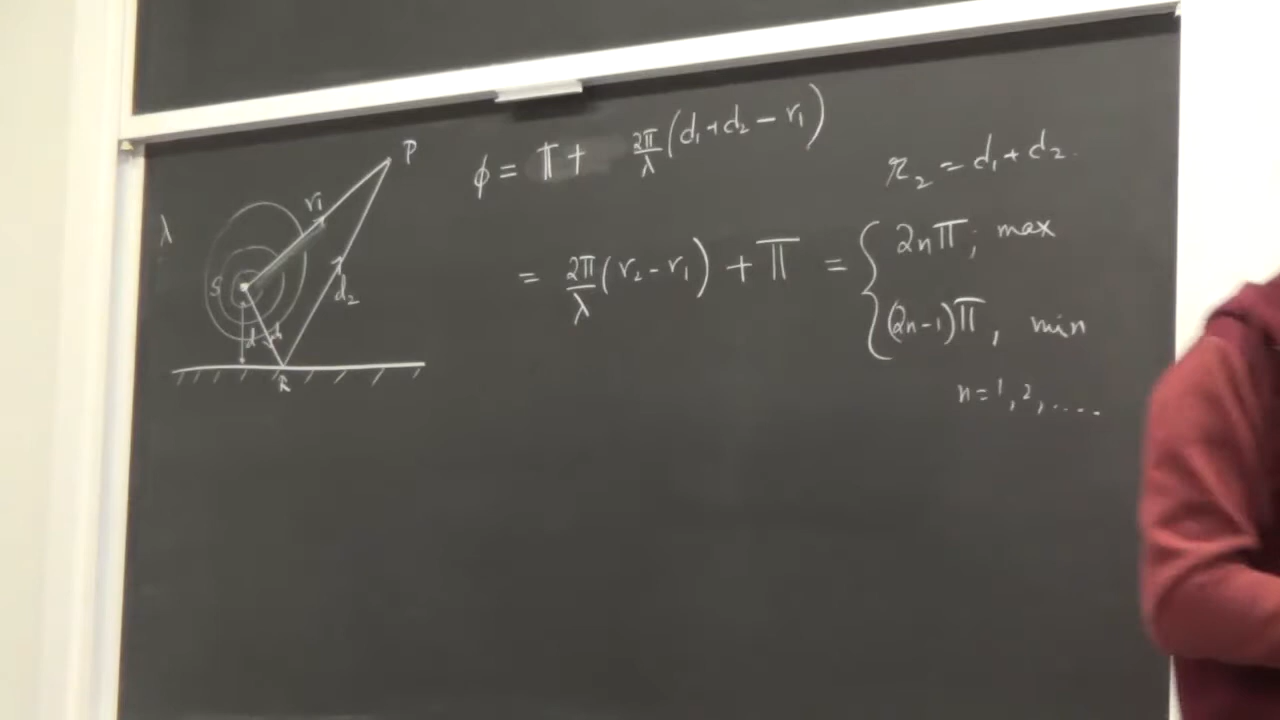 λ
P
r₁
S
d₂
d
d₁
R
ϕ = π + 2π/λ (d₁ + d₂ − r₁)
r₂ = d₁ + d₂.
= 2π/λ (r₂ − r₁) + π = { 2nπ; max
(2n−1)π, min
n = 1, 2, ....